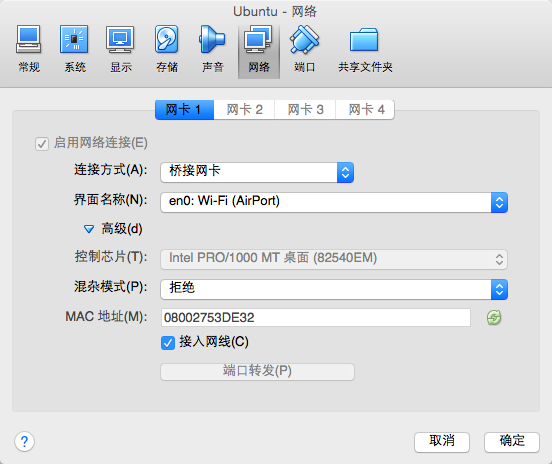 Ubuntu - 网络
常规 系统 显示 存储 声音 网络 端口 共享文件夹
网卡 1 网卡 2 网卡 3 网卡 4
启用网络连接(E)
连接方式(A): 桥接网卡
界面名称(N): en0: Wi-Fi (AirPort)
高级(d)
控制芯片(T): Intel PRO/1000 MT 桌面 (82540EM)
混杂模式(P): 拒绝
MAC 地址(M): 08002753DE32
接入网线(C)
端口转发(P)
? 取消 确定